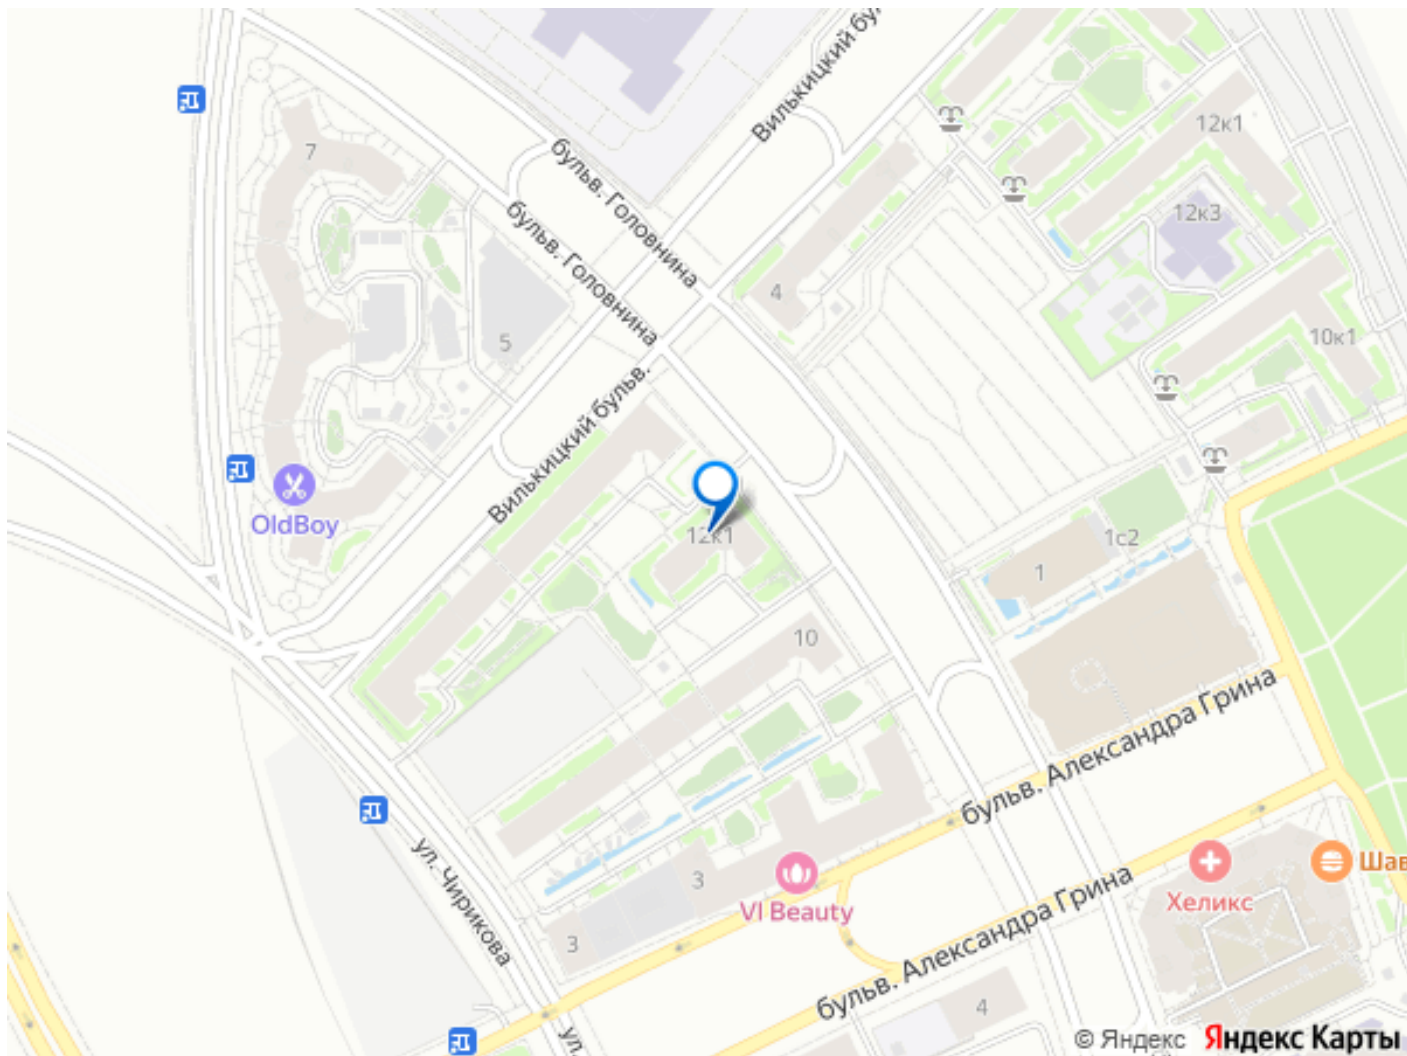 Вилькицкий бу
бульв. Головнина
бульв. Головнина
12к1
12к3
7
4
5
10к1
Вилькицкий бульв.
OldBoy
12к1
1с2
1
10
бульв. Александра Грина
ул. Чирикова
3
VI Beauty
Хеликс
Шав
3
бульв. Александра Грина
4
ул.
© Яндекс Яндекс Карты